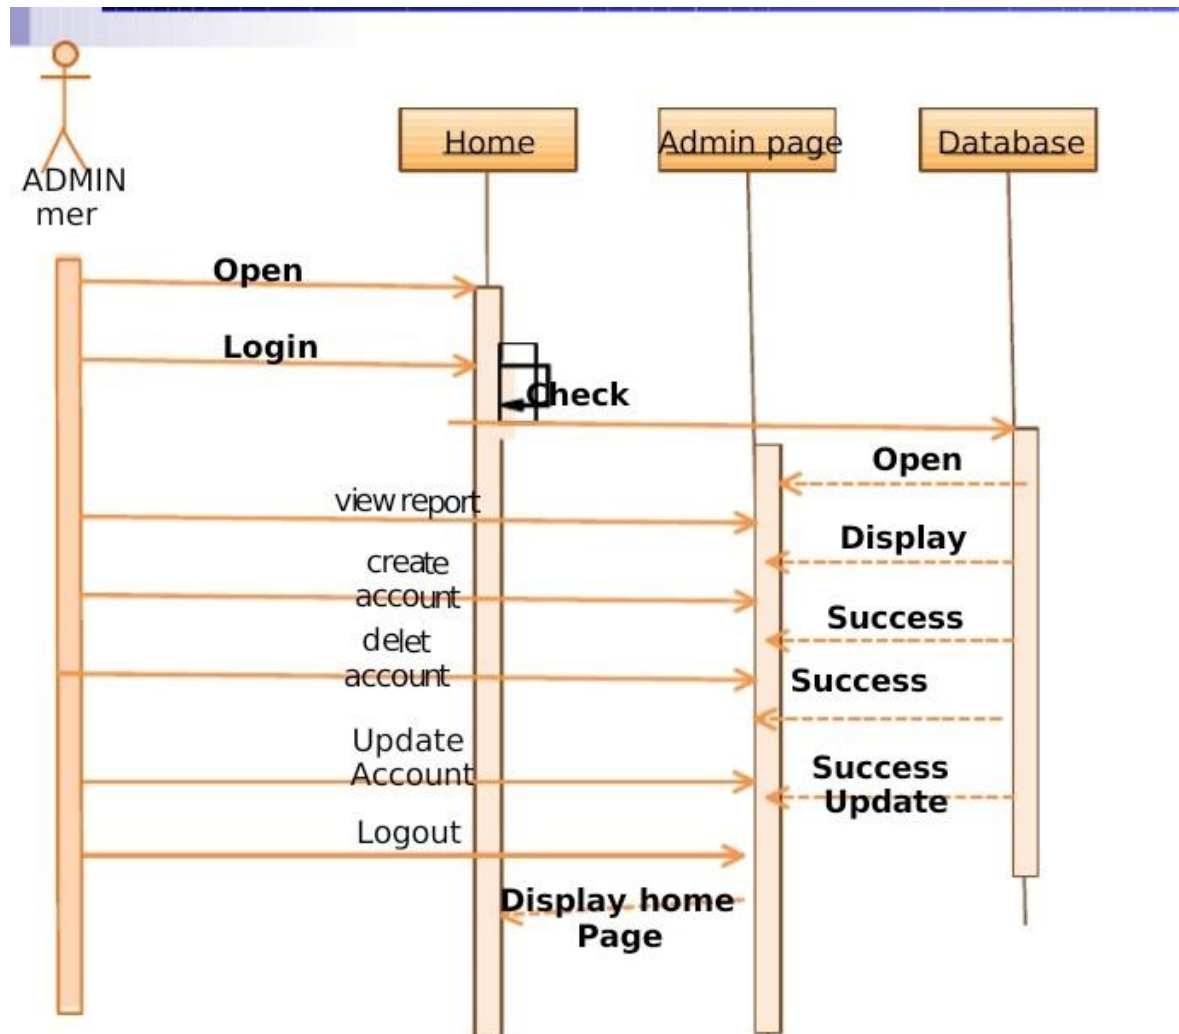 ADMIN
mer
Home
Admin page
Database
Open
Login
Check
Open
view report
Display
create
account
Success
delet
account
Success
Update
Account
Success
Update
Logout
Display home
Page